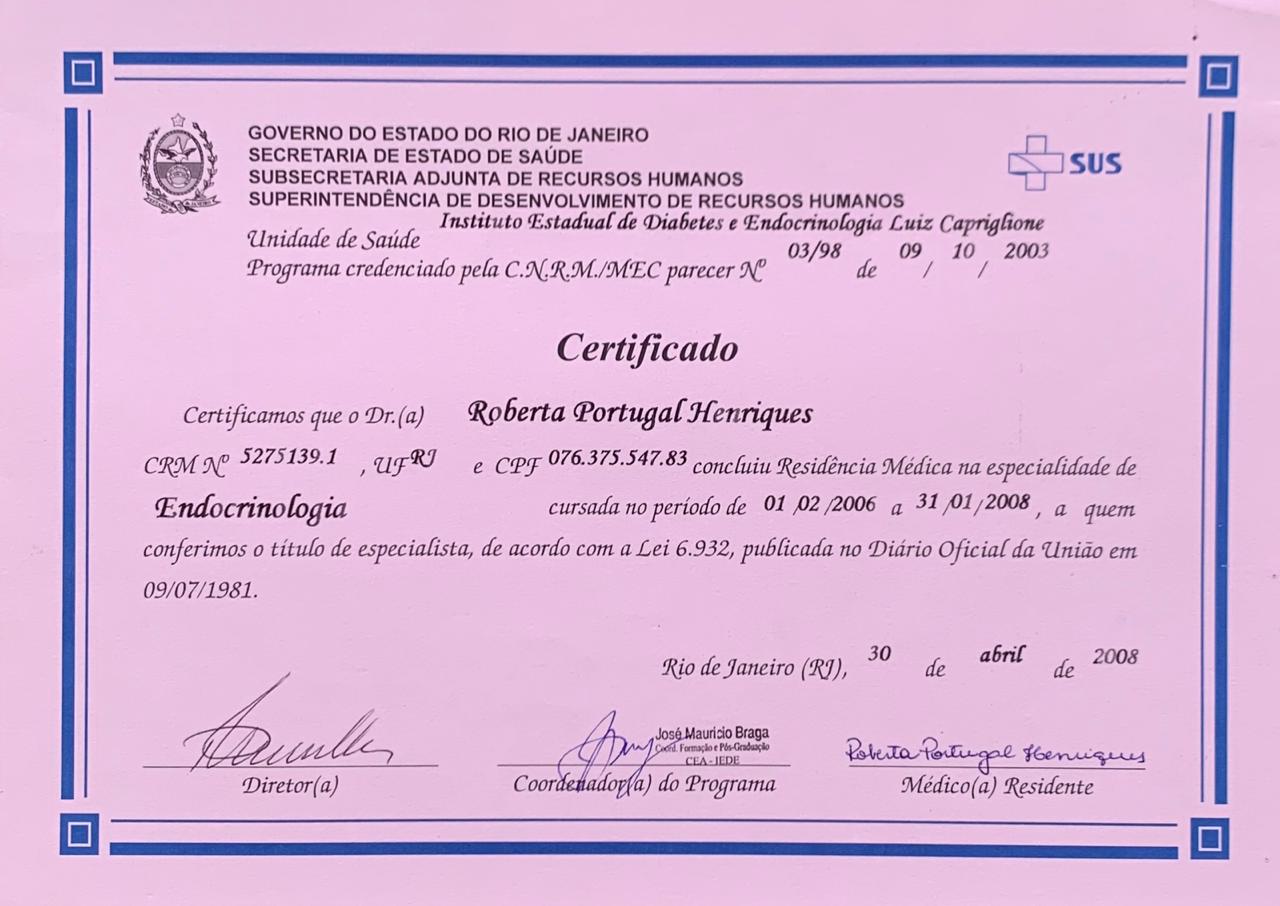 GOVERNO DO ESTADO DO RIO DE JANEIRO
SECRETARIA DE ESTADO DE SAÚDE
SUBSECRETARIA ADJUNTA DE RECURSOS HUMANOS
SUPERINTENDÊNCIA DE DESENVOLVIMENTO DE RECURSOS HUMANOS
SUS
Instituto Estadual de Diabetes e Endocrinologia Luiz Capriglione
Unidade de Saúde
Programa credenciado pela C.N.R.M./MEC parecer Nº 03/98 de 09 / 10 / 2003
Certificado
Certificamos que o Dr.(a) Roberta Portugal Henriques
CRM Nº 5275139.1 , UF RJ e CPF 076.375.547.83 concluiu Residência Médica na especialidade de
Endocrinologia cursada no período de 01 /02 /2006 a 31 /01 /2008 , a quem
conferimos o título de especialista, de acordo com a Lei 6.932, publicada no Diário Oficial da União em
09/07/1981.
Rio de Janeiro (RJ), 30 de abril de 2008
José Mauricio Braga
Coord. Formação e Pós-Graduação
CEA - IEDE
Roberta Portugal Henriques
Diretor(a)
Coordenador(a) do Programa
Médico(a) Residente